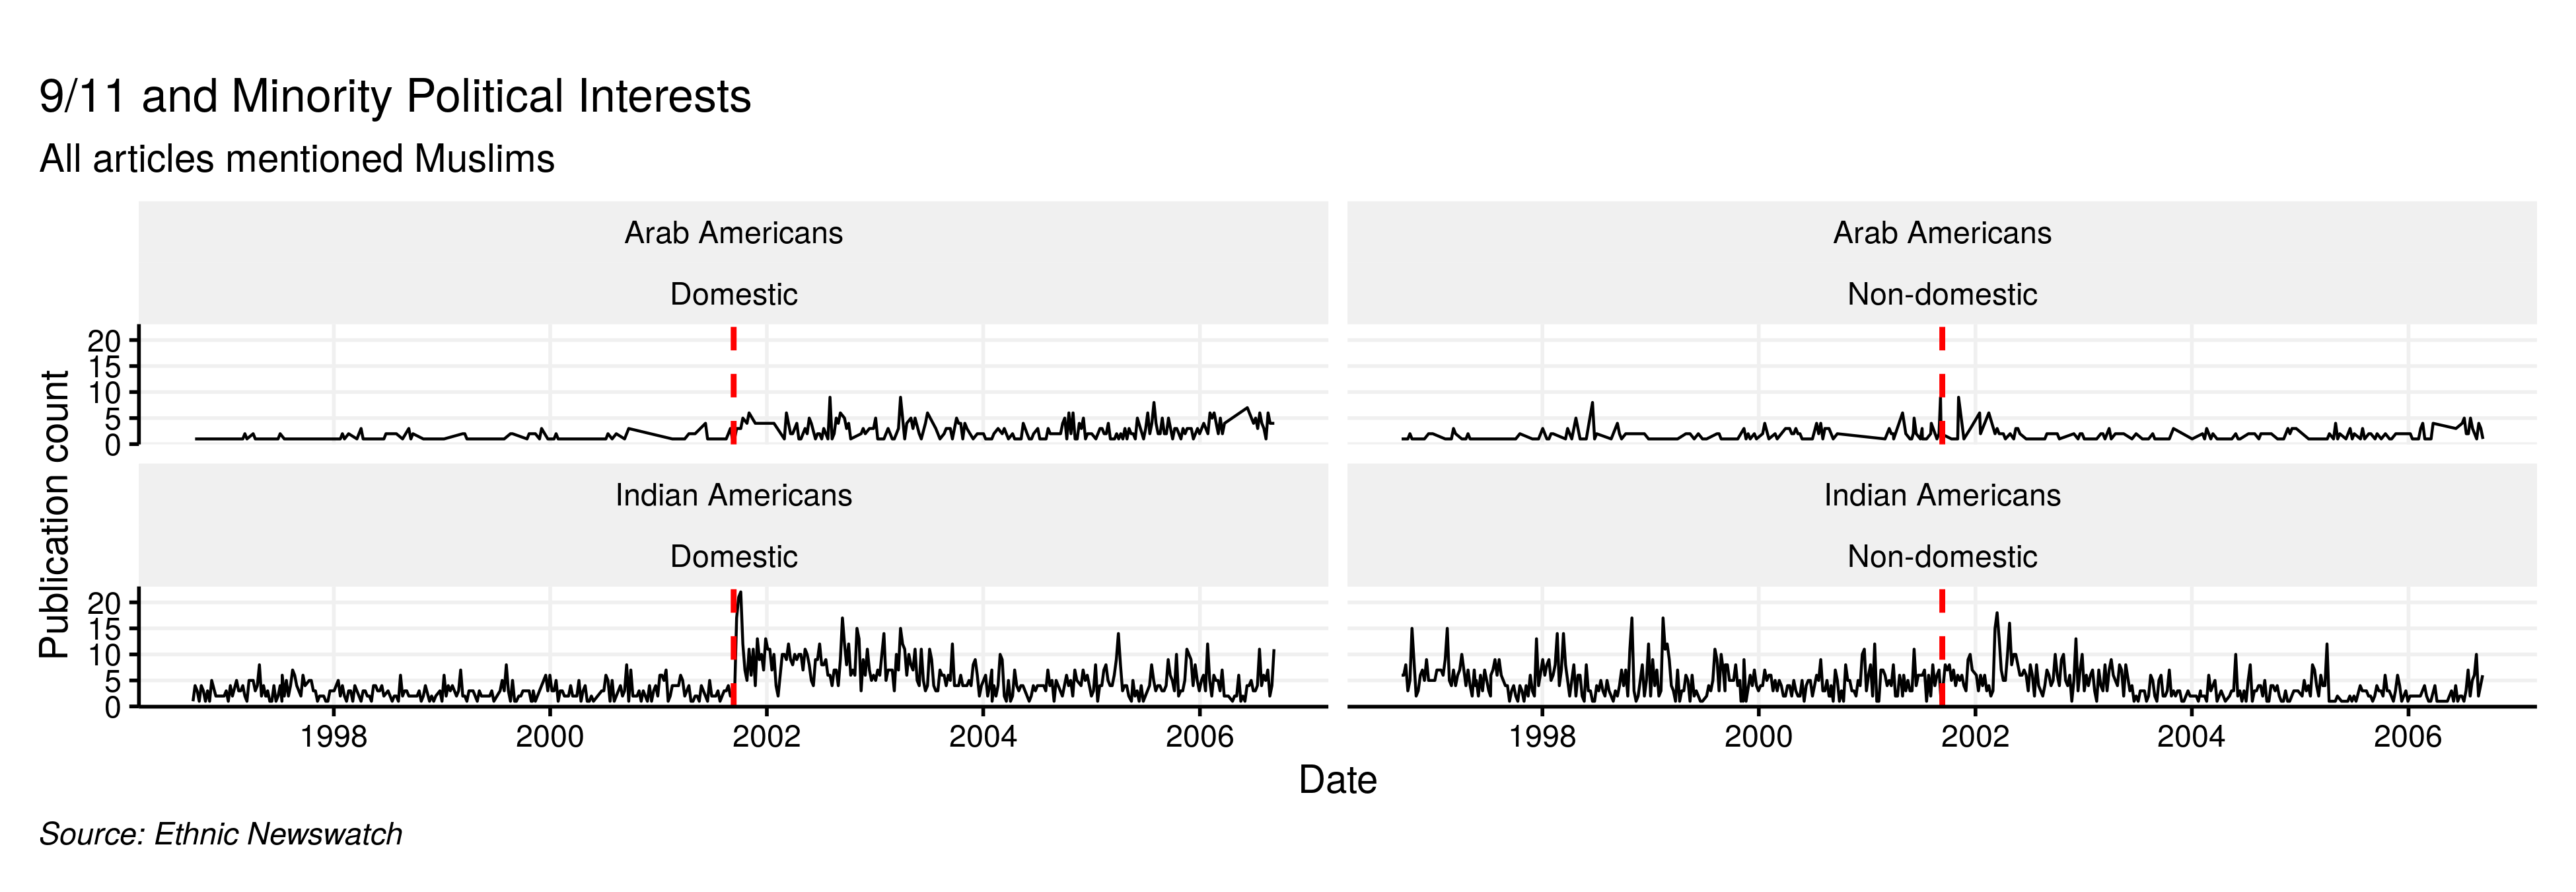 9/11 and Minority Political Interests
All articles mentioned Muslims
Arab Americans
Domestic
Arab Americans
Non-domestic
20
15
10
5
0
Indian Americans
Domestic
Indian Americans
Non-domestic
20
15
10
5
0
Publication count
1998 2000 2002 2004 2006
1998 2000 2002 2004 2006
Date
Source: Ethnic Newswatch